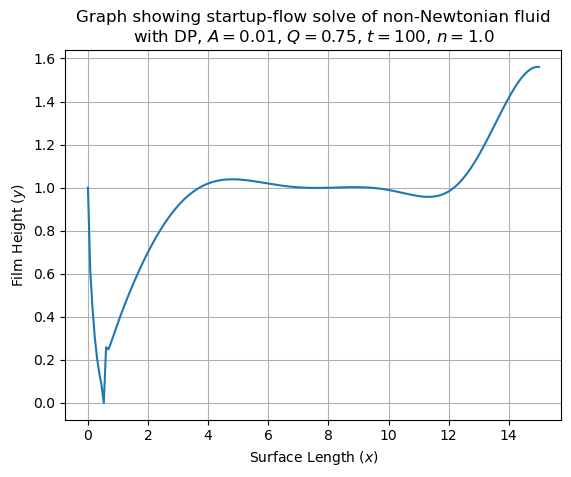 Graph showing startup-flow solve of non-Newtonian fluid
with DP, A = 0.01, Q = 0.75, t = 100, n = 1.0
1.6
1.4
1.2
1.0
0.8
0.6
0.4
0.2
0.0
Film Height (y)
0 2 4 6 8 10 12 14
Surface Length (x)